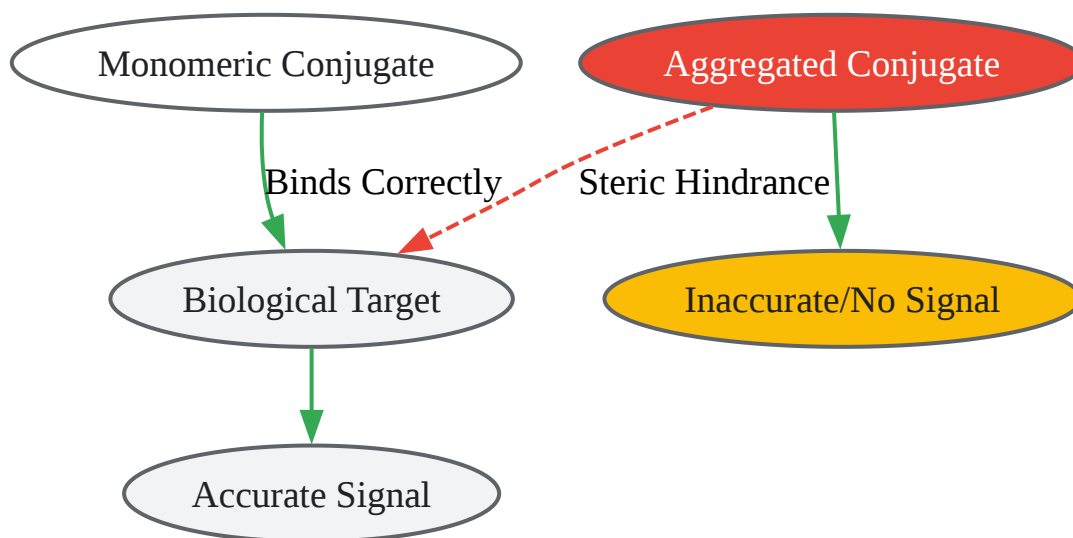 Monomeric Conjugate
Aggregated Conjugate
Binds Correctly
Steric Hindrance
Biological Target
Inaccurate/No Signal
Accurate Signal